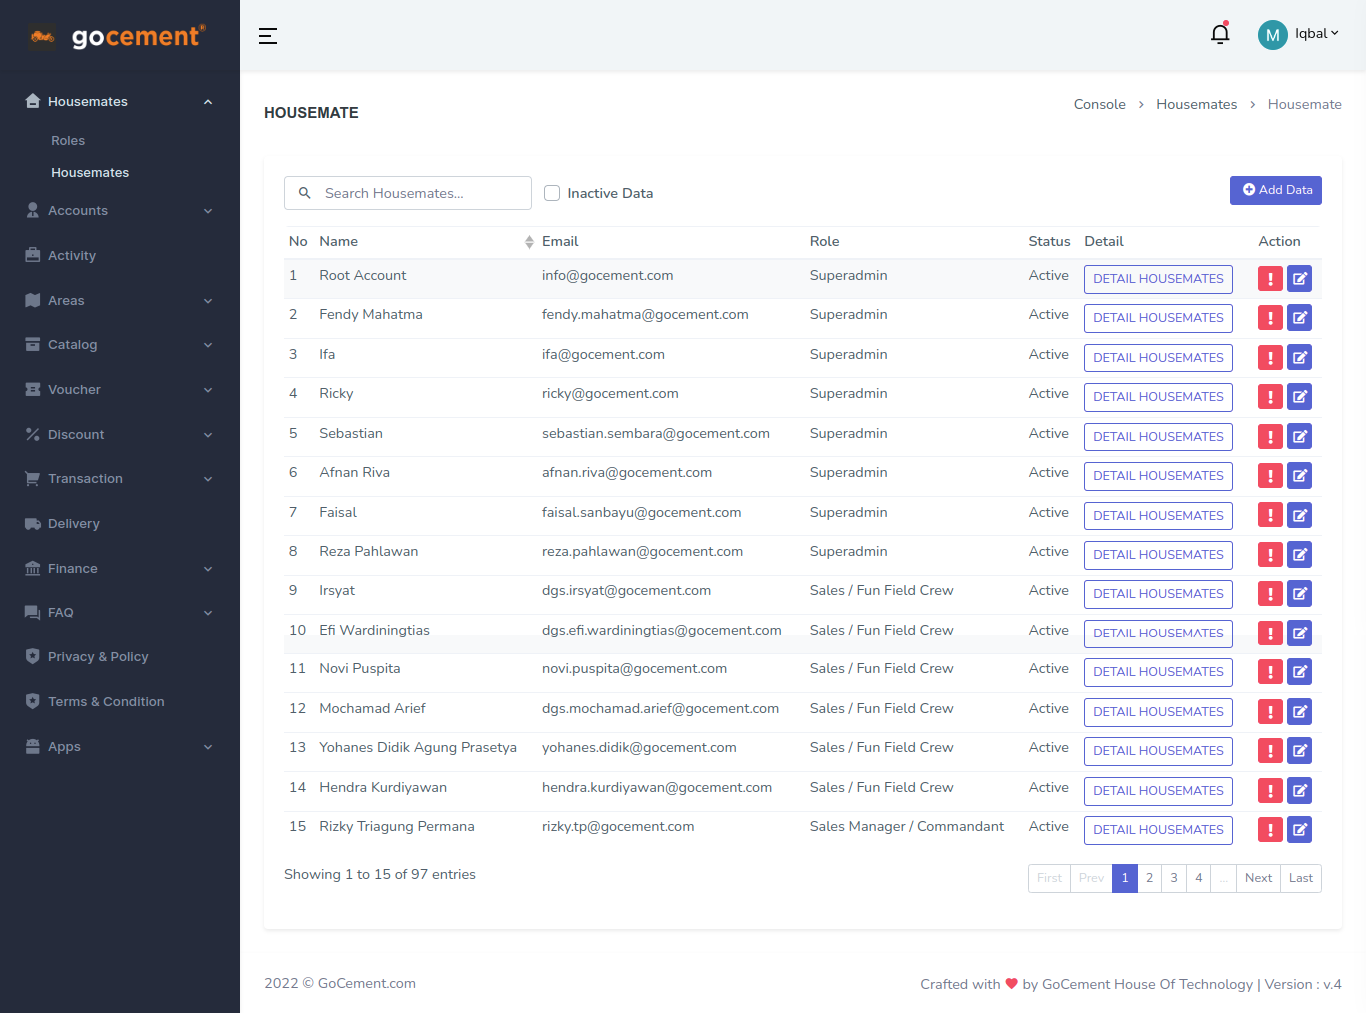 gocement®
Iqbal
M
Housemates
Roles
Housemates
Accounts
Activity
Areas
Catalog
Voucher
Discount
Transaction
Delivery
Finance
FAQ
Privacy & Policy
Terms & Condition
Apps
HOUSEMATE
Console > Housemates > Housemate
Search Housemates... Inactive Data Add Data
No Name Email Role Status Detail Action
1 Root Account info@gocement.com Superadmin Active DETAIL HOUSEMATES
2 Fendy Mahatma fendy.mahatma@gocement.com Superadmin Active DETAIL HOUSEMATES
3 Ifa ifa@gocement.com Superadmin Active DETAIL HOUSEMATES
4 Ricky ricky@gocement.com Superadmin Active DETAIL HOUSEMATES
5 Sebastian sebastian.sembara@gocement.com Superadmin Active DETAIL HOUSEMATES
6 Afnan Riva afnan.riva@gocement.com Superadmin Active DETAIL HOUSEMATES
7 Faisal faisal.sanbayu@gocement.com Superadmin Active DETAIL HOUSEMATES
8 Reza Pahlawan reza.pahlawan@gocement.com Superadmin Active DETAIL HOUSEMATES
9 Irsyat dgs.irsyat@gocement.com Sales / Fun Field Crew Active DETAIL HOUSEMATES
10 Efi Wardiningtias dgs.efi.wardiningtias@gocement.com Sales / Fun Field Crew Active DETAIL HOUSEMATES
11 Novi Puspita novi.puspita@gocement.com Sales / Fun Field Crew Active DETAIL HOUSEMATES
12 Mochamad Arief dgs.mochamad.arief@gocement.com Sales / Fun Field Crew Active DETAIL HOUSEMATES
13 Yohanes Didik Agung Prasetya yohanes.didik@gocement.com Sales / Fun Field Crew Active DETAIL HOUSEMATES
14 Hendra Kurdiyawan hendra.kurdiyawan@gocement.com Sales / Fun Field Crew Active DETAIL HOUSEMATES
15 Rizky Triagung Permana rizky.tp@gocement.com Sales Manager / Commandant Active DETAIL HOUSEMATES
Showing 1 to 15 of 97 entries
First Prev 1 2 3 4 ... Next Last
2022 © GoCement.com
Crafted with ❤ by GoCement House Of Technology | Version : v.4